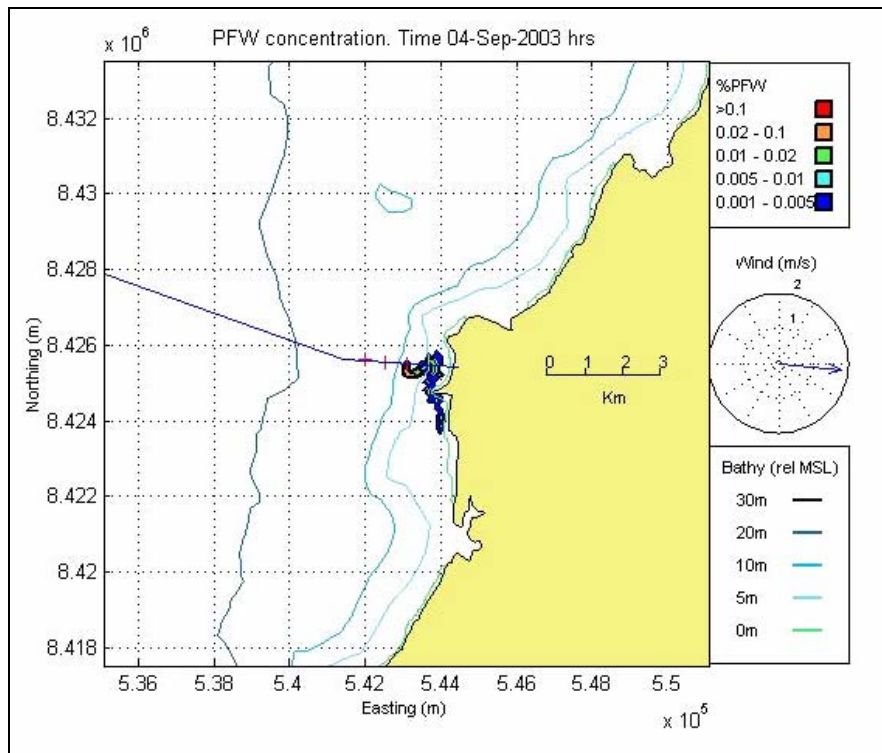 x 10^6
PFW concentration. Time 04-Sep-2003 hrs
8.432
8.43
8.428
8.426
8.424
8.422
8.42
8.418
Northing (m)
5.36 5.38 5.4 5.42 5.44 5.46 5.48 5.5
Easting (m)
x 10^5
0 1 2 3
Km
%PFW
>0.1
0.02 - 0.1
0.01 - 0.02
0.005 - 0.01
0.001 - 0.005
Wind (m/s)
2
1
Bathy (rel MSL)
30m
20m
10m
5m
0m